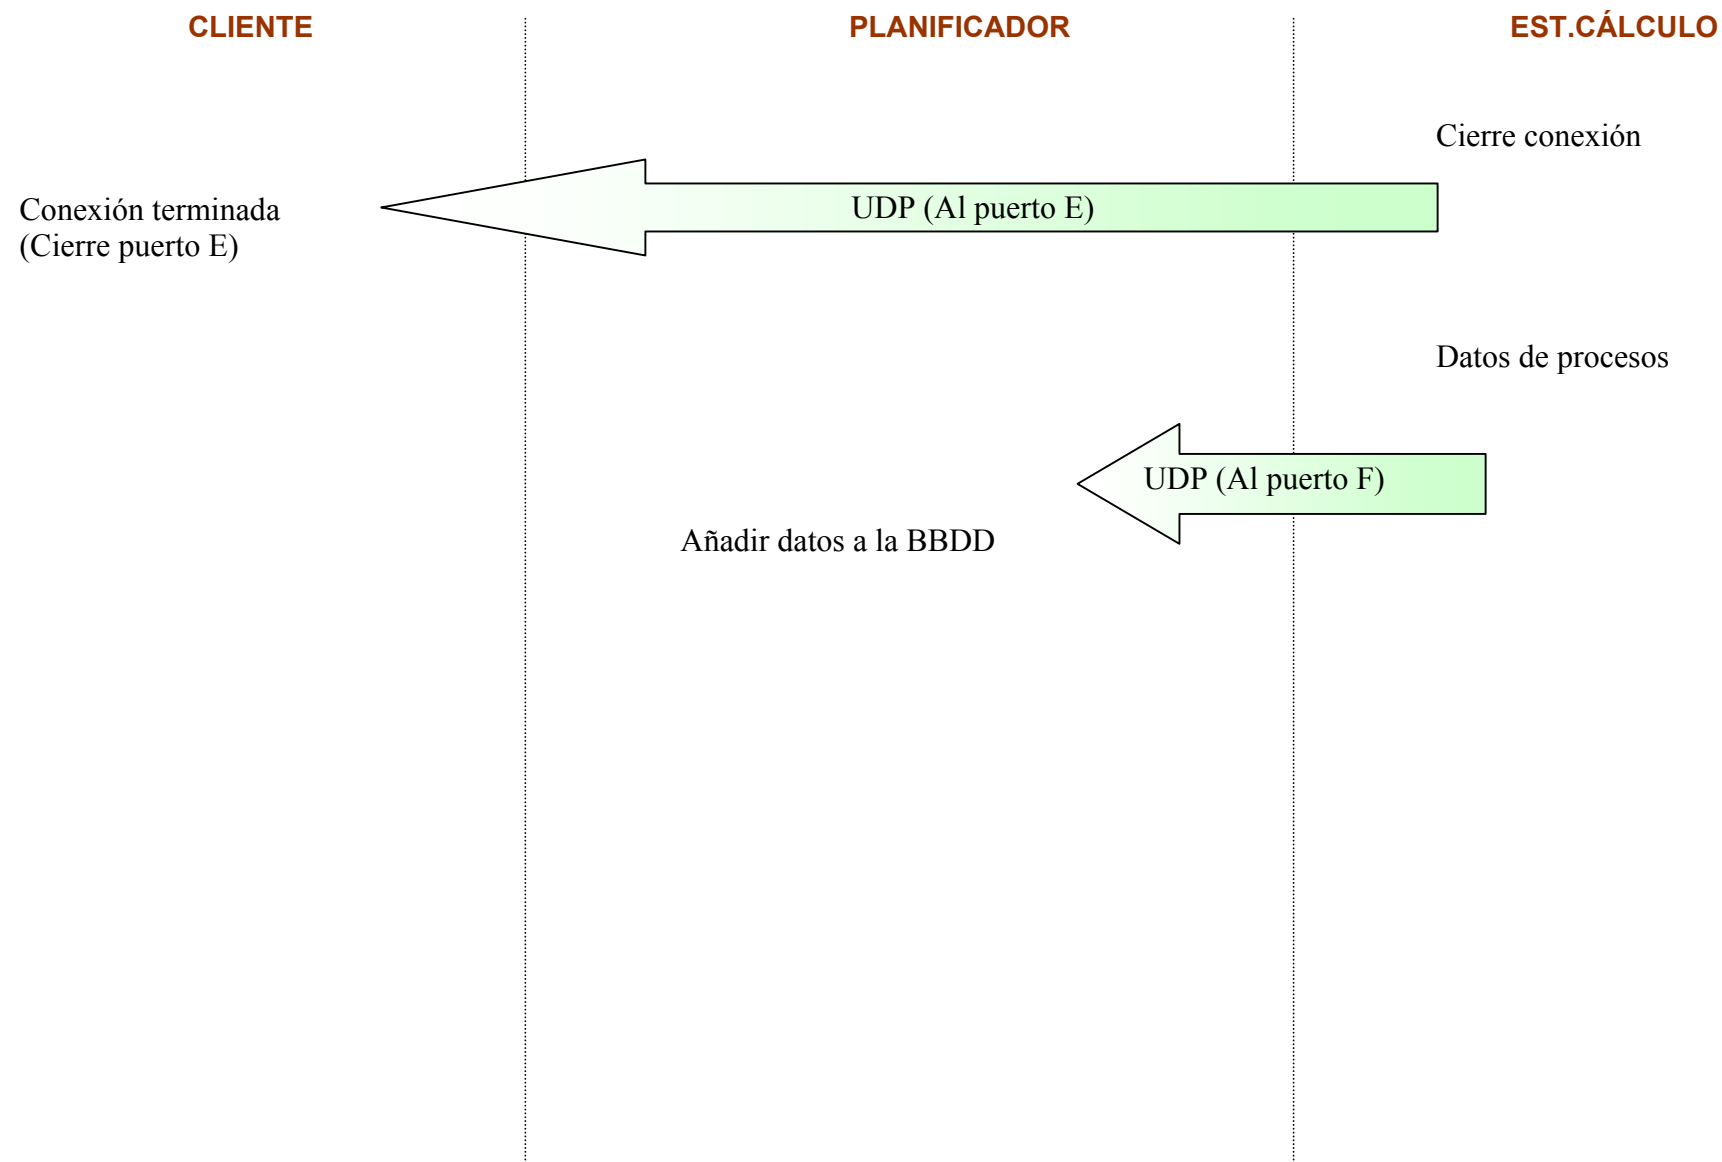 CLIENTE
PLANIFICADOR
EST.CÁLCULO
Cierre conexión
UDP (Al puerto E)
Conexión terminada
(Cierre puerto E)
Datos de procesos
UDP (Al puerto F)
Añadir datos a la BBDD